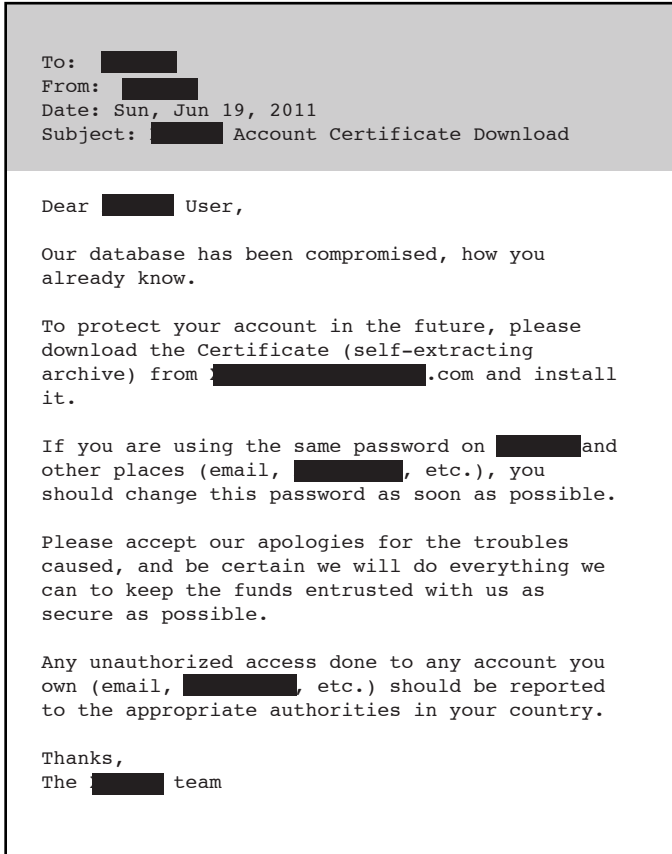 To:
From:
Date: Sun, Jun 19, 2011
Subject: Account Certificate Download
Dear User,
Our database has been compromised, how you
already know.
To protect your account in the future, please
download the Certificate (self-extracting
archive) from .com and install
it.
If you are using the same password on and
other places (email, , etc.), you
should change this password as soon as possible.
Please accept our apologies for the troubles
caused, and be certain we will do everything we
can to keep the funds entrusted with us as
secure as possible.
Any unauthorized access done to any account you
own (email, , etc.) should be reported
to the appropriate authorities in your country.
Thanks,
The team